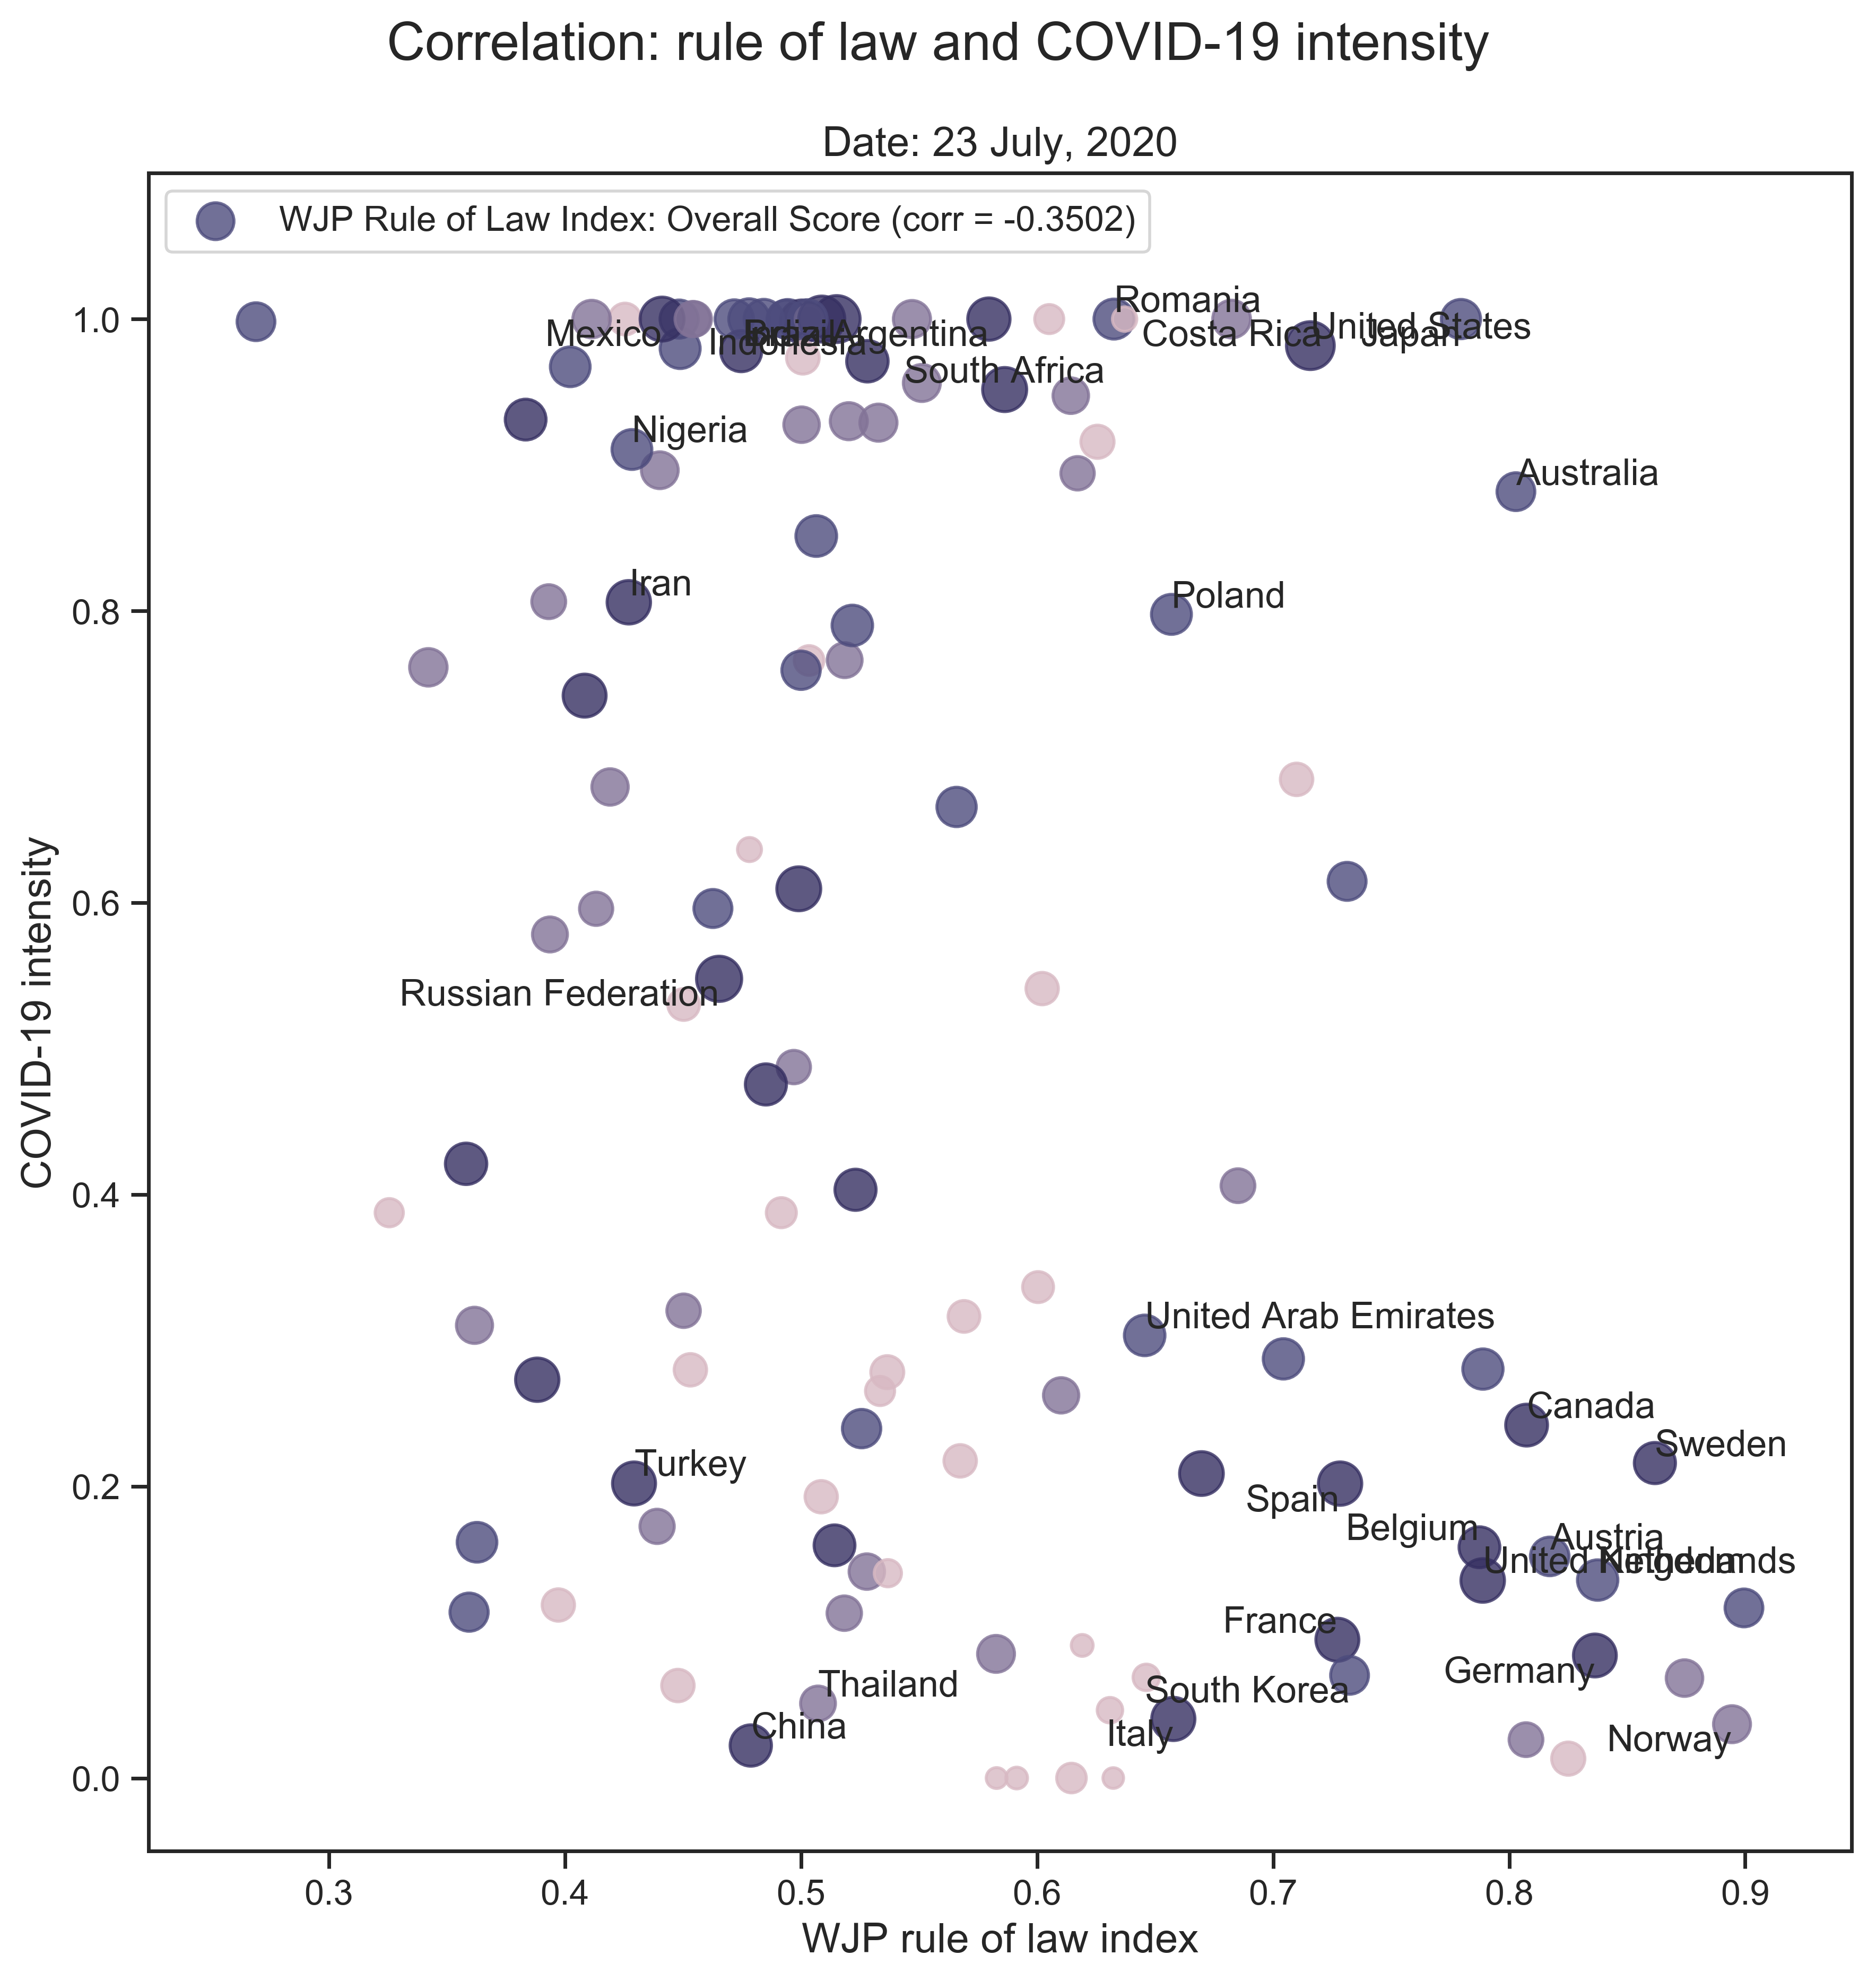 Correlation: rule of law and COVID-19 intensity
Date: 23 July, 2020
WJP Rule of Law Index: Overall Score (corr = -0.3502)
COVID-19 intensity
1.0
0.8
0.6
0.4
0.2
0.0
Romania
Mexico
Brazil
Argentina
Costa Rica
United States
Japan
Indonesia
South Africa
Nigeria
Australia
Iran
Poland
Russian Federation
United Arab Emirates
Canada
Sweden
Turkey
Spain
Belgium
Austria
United Kingdom
Netherlands
France
Germany
Thailand
South Korea
China
Italy
Norway
0.3
0.4
0.5
0.6
0.7
0.8
0.9
WJP rule of law index